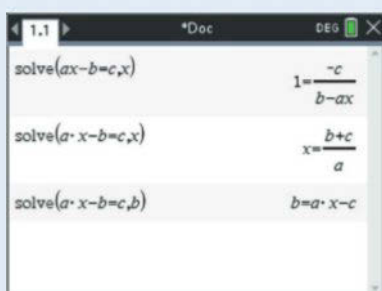 1.1 *Doc DEG
solve(ax-b=c,x) 1=-c/(b-ax)
solve(a·x-b=c,x) x=(b+c)/a
solve(a·x-b=c,b) b=a·x-c